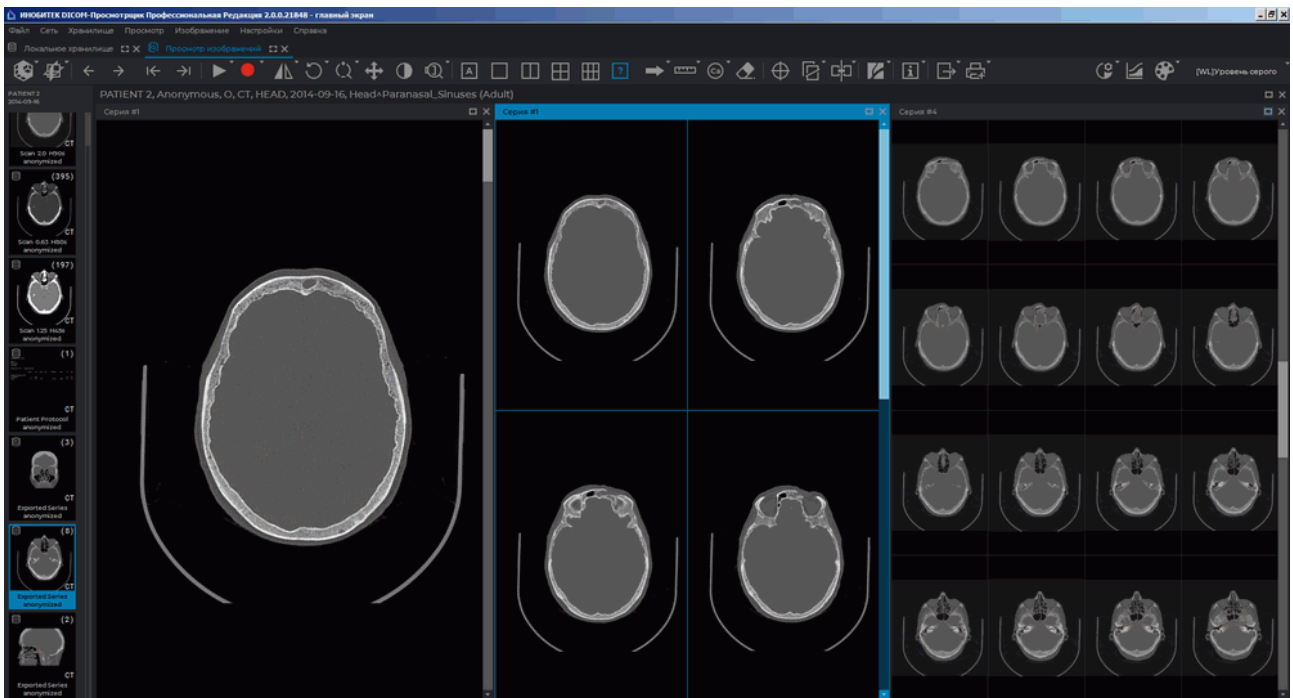 ИНОБИТЕК DICOM-Просмотрщик Профессиональная Редакция 2.0.0.21848 - главный экран
Файл Сеть Хранилище Просмотр Изображение Настройки Справка
Локальное хранилище Просмотр изображений
[WL]Уровень серого
PATIENT 2
2014-09-16
PATIENT 2, Anonymous, O, CT, HEAD, 2014-09-16, Head^Paranasal_Sinuses (Adult)
Серия #1
Серия #1
Серия #4
CT
Scan 2.0 H90s
anonymized
(395)
CT
Scan 0.63 H80s
anonymized
(197)
CT
Scan 1.25 H43s
anonymized
(1)
CT
Patient Protocol
anonymized
(3)
CT
Exported Series
anonymized
(8)
CT
Exported Series
anonymized
(2)
CT
Exported Series
anonymized